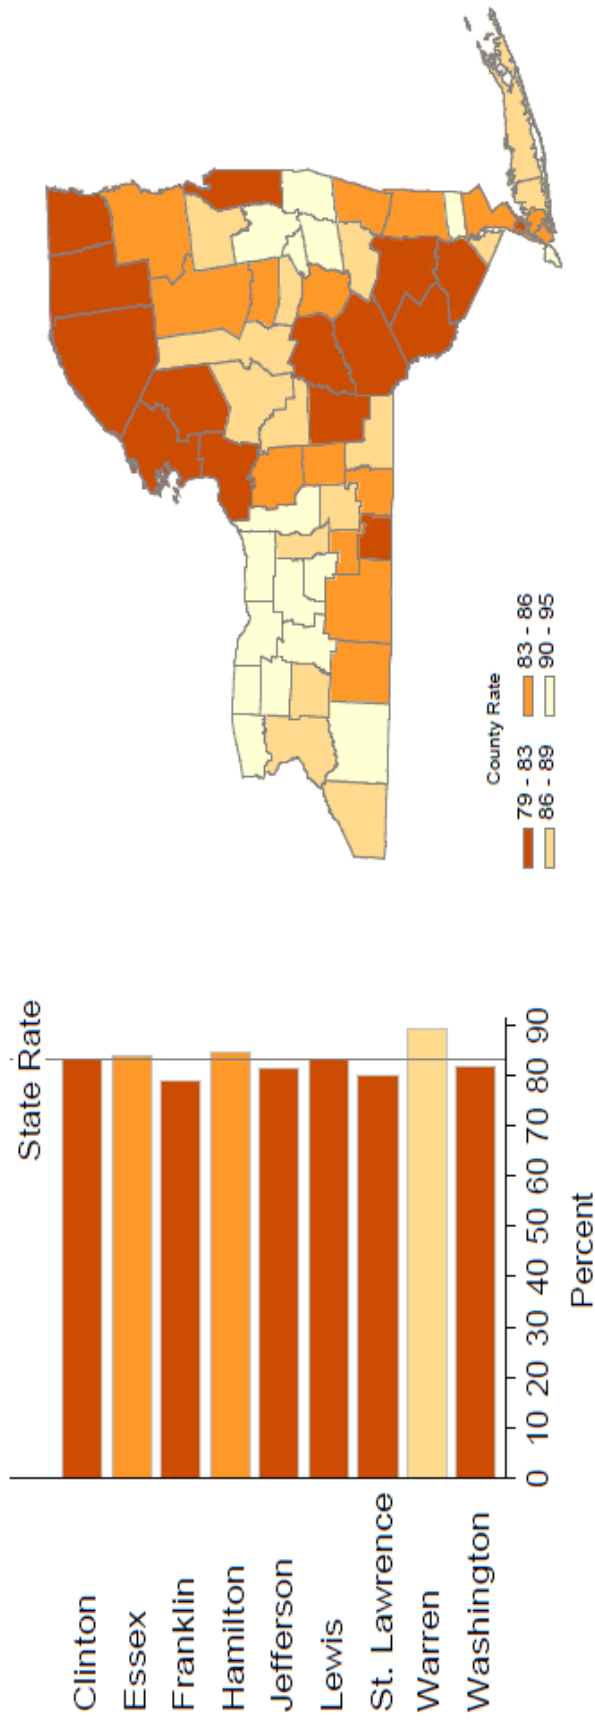 State Rate
Clinton
Essex
Franklin
Hamilton
Jefferson
Lewis
St. Lawrence
Warren
Washington
0 10 20 30 40 50 60 70 80 90
Percent
County Rate
79 - 83 83 - 86
86 - 89 90 - 95